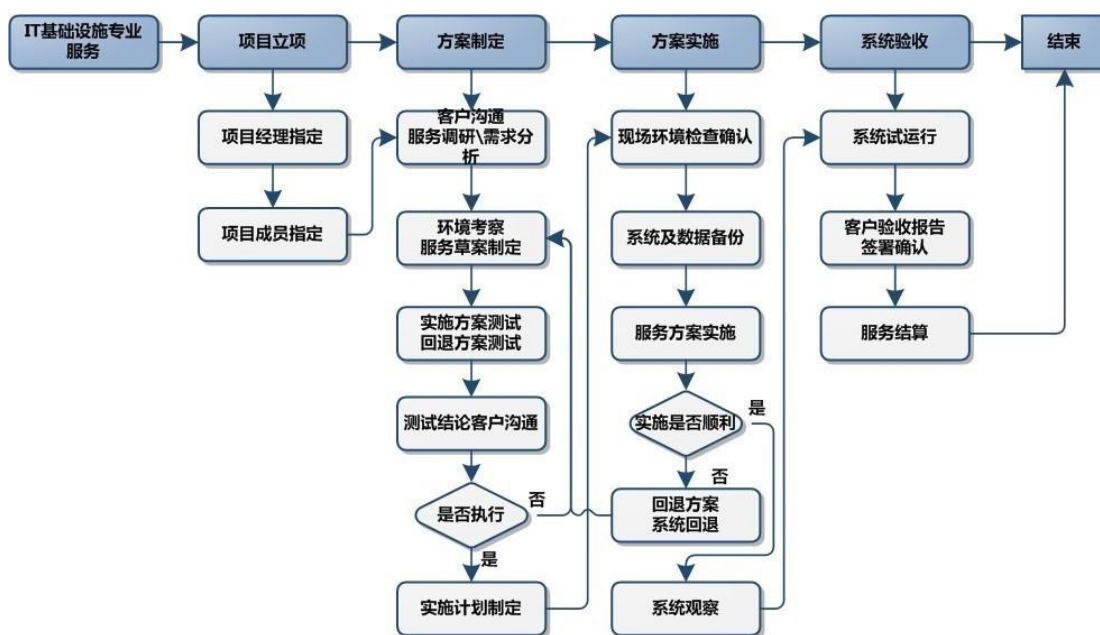 IT基础设施专业
服务
项目立项
方案制定
方案实施
系统验收
结束
项目经理指定
项目成员指定
客户沟通
服务调研\需求分
析
环境考察
服务草案制定
实施方案测试
回退方案测试
测试结论客户沟通
是否执行
否
是
实施计划制定
现场环境检查确认
系统及数据备份
服务方案实施
实施是否顺利
是
否
回退方案
系统回退
系统观察
系统试运行
客户验收报告
签署确认
服务结算